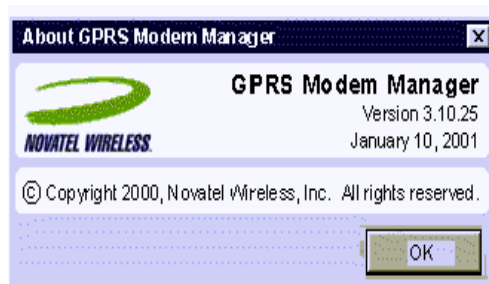 About GPRS Modem Manager
GPRS Modem Manager
Version 3.10.25
January 10, 2001
NOVATEL WIRELESS.
© Copyright 2000, Novatel Wireless, Inc. All rights reserved.
OK